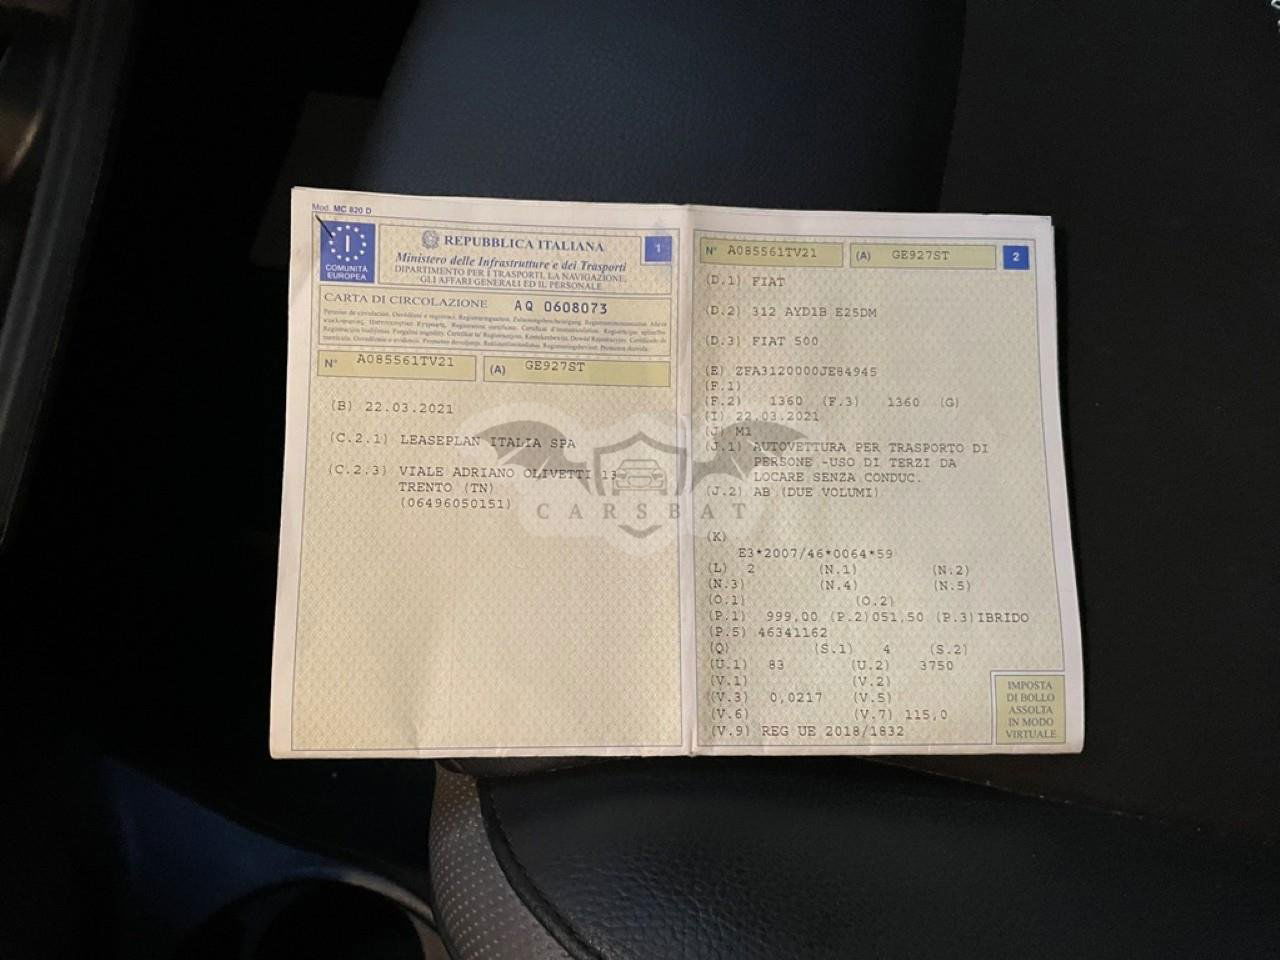 Mod. MC 820 D
I
COMUNITÀ
EUROPEA
REPUBBLICA ITALIANA
1
Ministero delle Infrastrutture e dei Trasporti
DIPARTIMENTO PER I TRASPORTI, LA NAVIGAZIONE,
GLI AFFARI GENERALI ED IL PERSONALE
CARTA DI CIRCOLAZIONE AQ 0608073
N° A085561TV21 (A) GE927ST
(B) 22.03.2021
(C.2.1) LEASEPLAN ITALIA SPA
(C.2.3) VIALE ADRIANO OLIVETTI 13
TRENTO (TN)
(06496050151)
N° A085561TV21 (A) GE927ST 2
(D.1) FIAT
(D.2) 312 AYD1B E25DM
(D.3) FIAT 500
(E) ZFA3120000JE84945
(F.1)
(F.2) 1360 (F.3) 1360 (G)
(I) 22.03.2021
(J) M1
(J.1) AUTOVETTURA PER TRASPORTO DI
PERSONE -USO DI TERZI DA
LOCARE SENZA CONDUC.
(J.2) AB (DUE VOLUMI)
(K)
E3*2007/46*0064*59
(L) 2 (N.1) (N.2)
(N.3) (N.4) (N.5)
(O.1) (O.2)
(P.1) 999,00 (P.2)051,50 (P.3)IBRIDO
(P.5) 46341162
(Q) (S.1) 4 (S.2)
(U.1) 83 (U.2) 3750
(V.1) (V.2)
(V.3) 0,0217 (V.5)
(V.6) (V.7) 115,0
(V.9) REG UE 2018/1832
IMPOSTA
DI BOLLO
ASSOLTA
IN MODO
VIRTUALE
CARSBAT